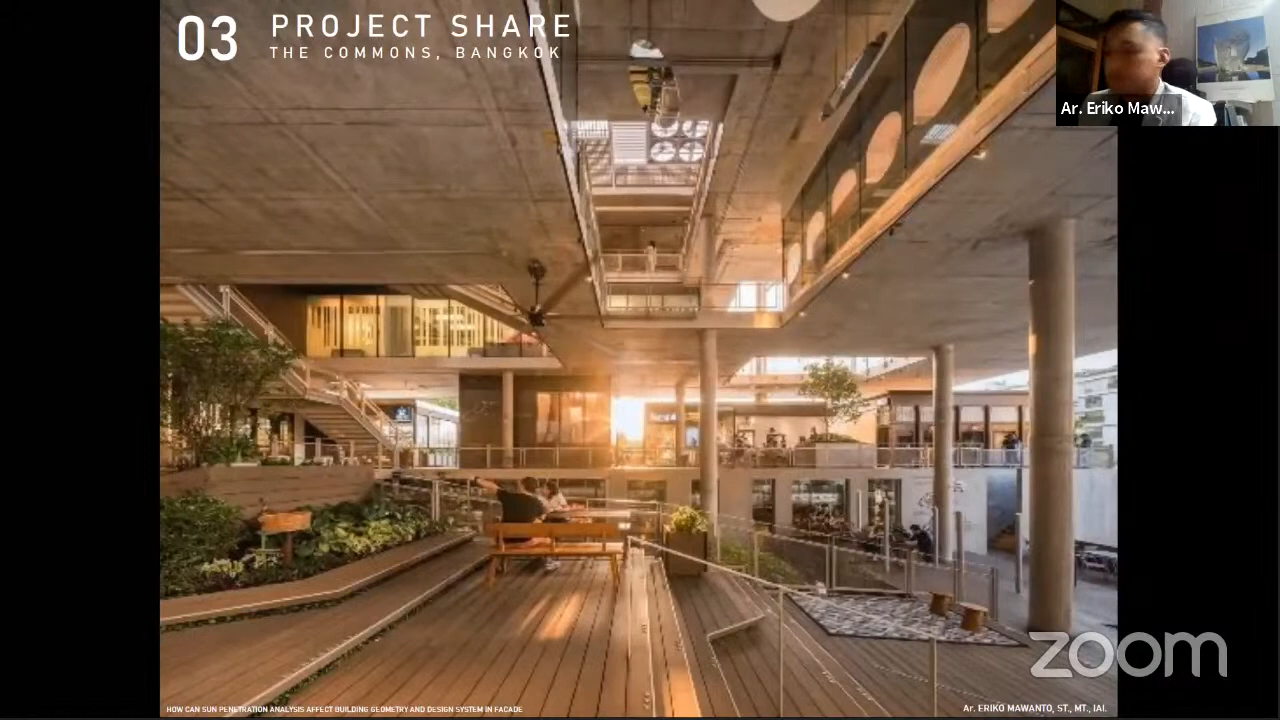 03 PROJECT SHARE
THE COMMONS, BANGKOK
Ar. Eriko Maw...
zoom
HOW CAN SUN PENETRATION ANALYSIS AFFECT BUILDING GEOMETRY AND DESIGN SYSTEM IN FACADE
Ar. ERIKO MAWANTO, ST., MT., IAI.